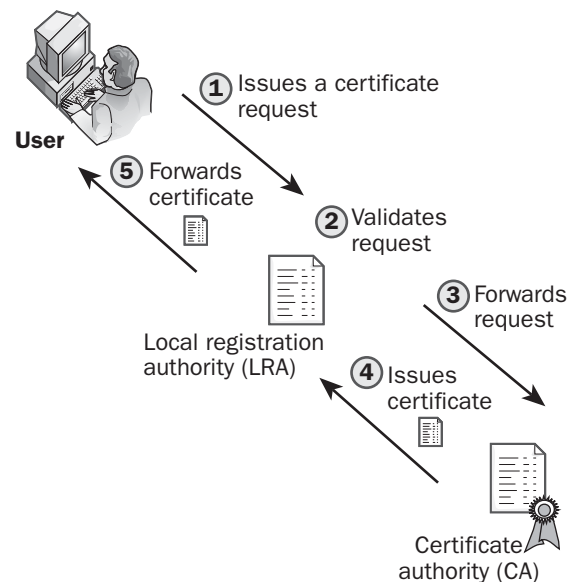 1 Issues a certificate
request
User
5 Forwards
certificate
2 Validates
request
3 Forwards
request
Local registration
authority (LRA)
4 Issues
certificate
Certificate
authority (CA)